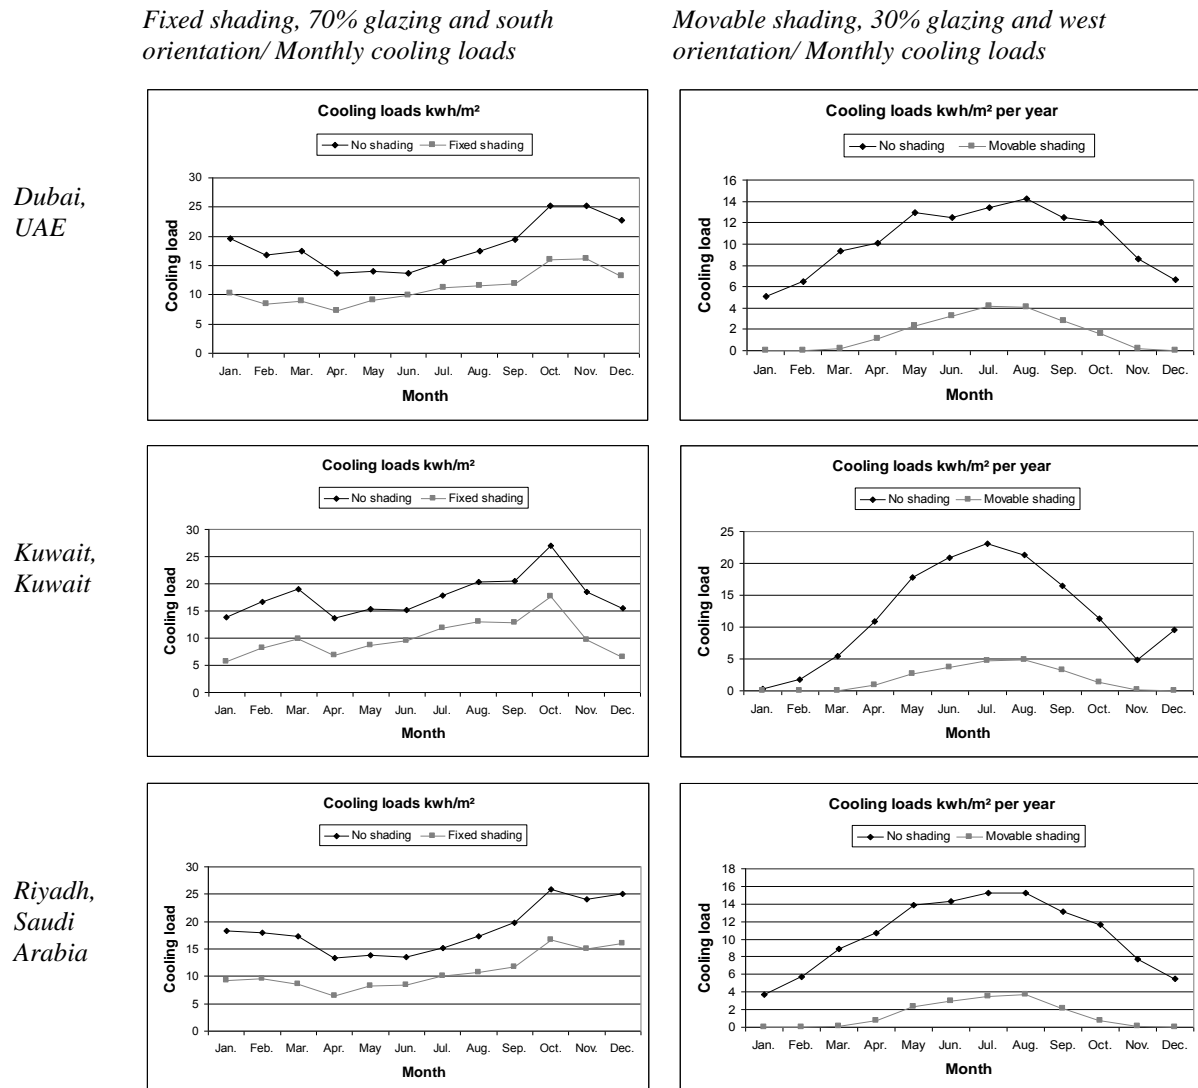 Fixed shading, 70% glazing and south
orientation/ Monthly cooling loads
Movable shading, 30% glazing and west
orientation/ Monthly cooling loads
Dubai,
UAE
Cooling loads kwh/m²
No shading Fixed shading
30
25
20
15
10
5
0
Cooling load
Jan. Feb. Mar. Apr. May Jun. Jul. Aug. Sep. Oct. Nov. Dec.
Month
Cooling loads kwh/m² per year
No shading Movable shading
16
14
12
10
8
6
4
2
0
Cooling load
Jan. Feb. Mar. Apr. May Jun. Jul. Aug. Sep. Oct. Nov. Dec.
Month
Kuwait,
Kuwait
Cooling loads kwh/m²
No shading Fixed shading
30
25
20
15
10
5
0
Cooling load
Jan. Feb. Mar. Apr. May Jun. Jul. Aug. Sep. Oct. Nov. Dec.
Month
Cooling loads kwh/m² per year
No shading Movable shading
25
20
15
10
5
0
Cooling load
Jan. Feb. Mar. Apr. May Jun. Jul. Aug. Sep. Oct. Nov. Dec.
Month
Riyadh,
Saudi
Arabia
Cooling loads kwh/m²
No shading Fixed shading
30
25
20
15
10
5
0
Cooling load
Jan. Feb. Mar. Apr. May Jun. Jul. Aug. Sep. Oct. Nov. Dec.
Month
Cooling loads kwh/m² per year
No shading Movable shading
18
16
14
12
10
8
6
4
2
0
Cooling load
Jan. Feb. Mar. Apr. May Jun. Jul. Aug. Sep. Oct. Nov. Dec.
Month